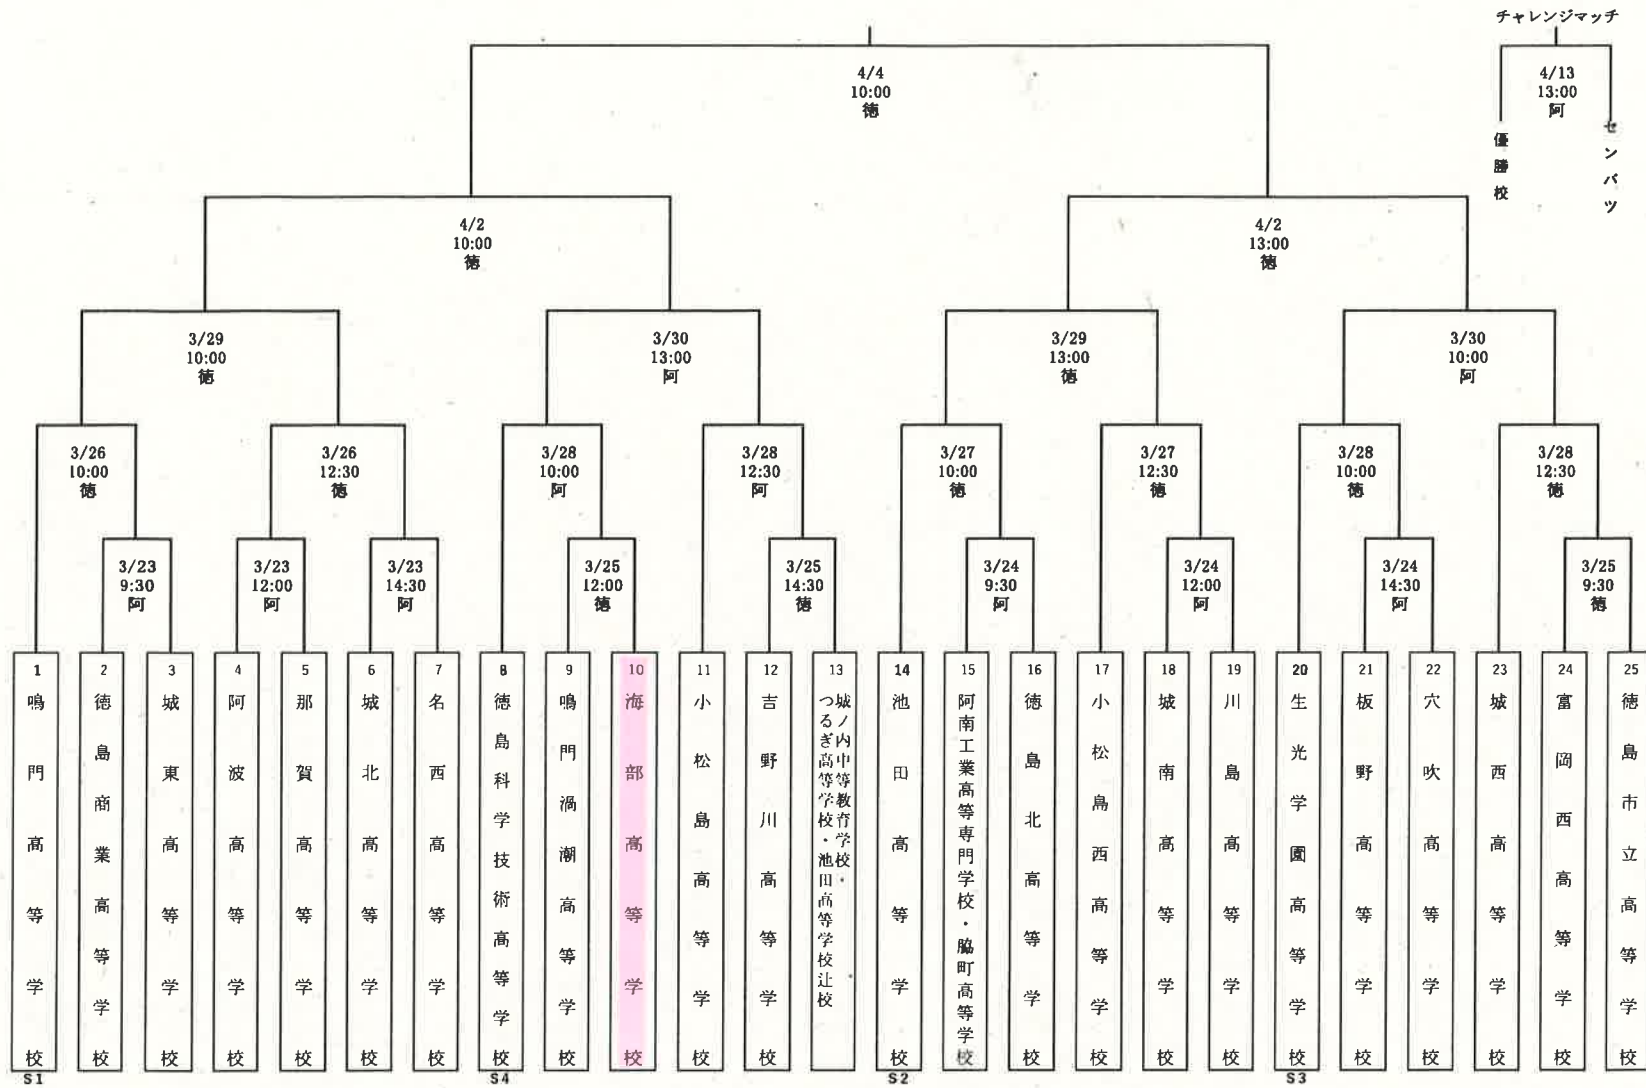 チャレンジマッチ
4/13
13:00
阿
優勝校
センバツ
4/4
10:00
徳
4/2
10:00
徳
4/2
13:00
徳
3/29
10:00
徳
3/30
13:00
阿
3/29
13:00
徳
3/30
10:00
阿
3/26
10:00
徳
3/26
12:30
徳
3/28
10:00
阿
3/28
12:30
阿
3/27
10:00
徳
3/27
12:30
徳
3/28
10:00
徳
3/28
12:30
徳
3/23
9:30
阿
3/23
12:00
阿
3/23
14:30
阿
3/25
12:00
徳
3/25
14:30
徳
3/24
9:30
阿
3/24
12:00
阿
3/24
14:30
阿
3/25
9:30
徳
1
鳴門高等学校
2
徳島商業高等学校
3
城東高等学校
4
阿波高等学校
5
那賀高等学校
6
城北高等学校
7
名西高等学校
8
徳島科学技術高等学校
9
鳴門渦潮高等学校
10
海部高等学校
11
小松島高等学校
12
吉野川高等学校
13
城ノ内中等教育学校・
つるぎ高等学校・池田高等学校辻校
14
池田高等学校
15
阿南工業高等専門学校・脇町高等学校
16
徳島北高等学校
17
小松島西高等学校
18
城南高等学校
19
川島高等学校
20
生光学園高等学校
21
板野高等学校
22
穴吹高等学校
23
城西高等学校
24
富岡西高等学校
25
徳島市立高等学校
S1
S4
S2
S3